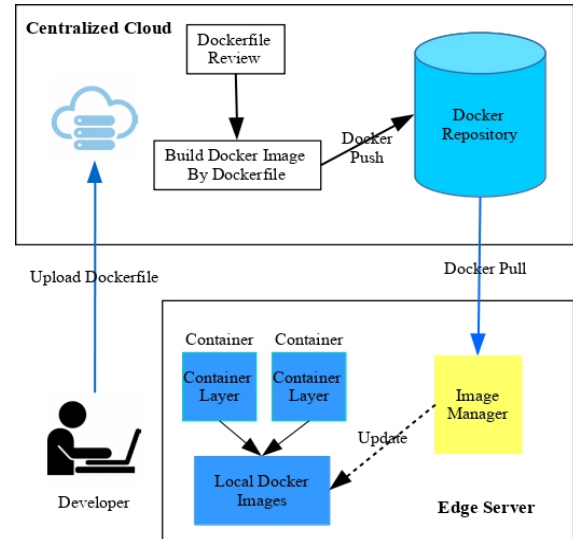 Centralized Cloud
Dockerfile
Review
Docker
Repository
Build Docker Image
By Dockerfile
Docker
Push
Upload Dockerfile
Docker Pull
Container
Container
Container
Layer
Container
Layer
Image
Manager
Update
Local Docker
Images
Developer
Edge Server